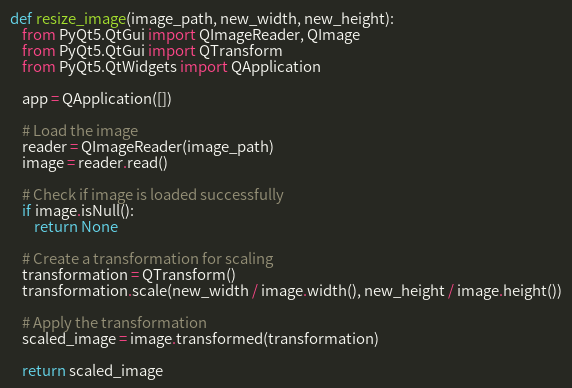 def resize_image(image_path, new_width, new_height):
from PyQt5.QtGui import QImageReader, QImage
from PyQt5.QtGui import QTransform
from PyQt5.QtWidgets import QApplication
app = QApplication([])
# Load the image
reader = QImageReader(image_path)
image = reader.read()
# Check if image is loaded successfully
if image.isNull():
return None
# Create a transformation for scaling
transformation = QTransform()
transformation.scale(new_width / image.width(), new_height / image.height())
# Apply the transformation
scaled_image = image.transformed(transformation)
return scaled_image